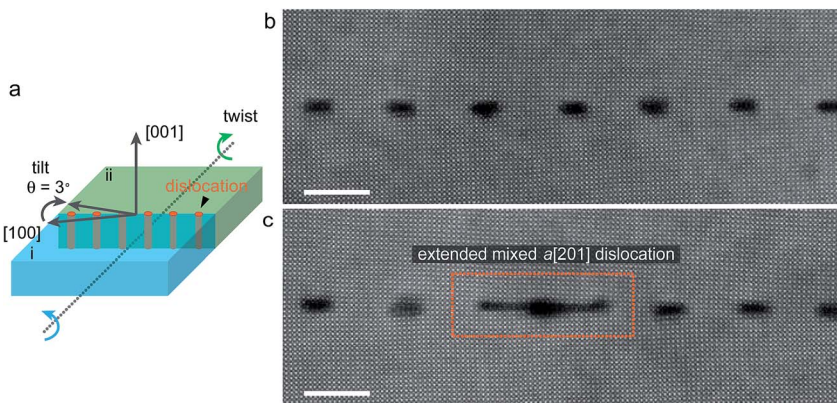 a
[001]
twist
tilt
θ = 3°
ii
dislocation
[100]
i
b
c
extended mixed a[201] dislocation